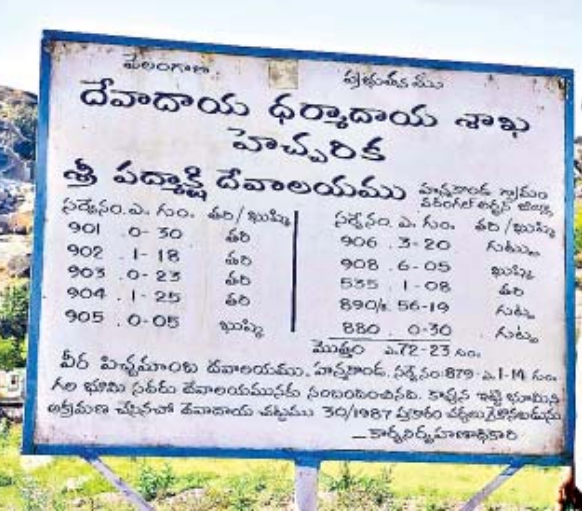 తెలంగాణ ప్రభుత్వము
దేవాదాయ ధర్మాదాయ శాఖ
హెచ్చరిక
శ్రీ పద్మాక్షి దేవాలయము హన్మకొండ గ్రామం
వరంగల్ అర్బన్ జిల్లా
సర్వేనం. ఎ. గుం. తరి/ఖుష్కి
901 0-30 తరి
902 . 1-18 తరి
903 . 0-23 తరి
904 . 1-25 తరి
905 . 0-05 ఖుష్కి
సర్వేనం. ఎ. గుం. తరి/ఖుష్కి
906 . 3-20 గుట్ట
908 . 6-05 ఖుష్కి
535 . 1-08 తరి
890/ 56-19 గుట్ట
880 . 0-30 గుట్ట
మొత్తం ఎ.72-23 గుం.
వీర పిచ్చమాంబ దేవాలయము. హన్మకొండ. సర్వేనం:879-ఎ.1-14 గుం.
గల భూమి సదరు దేవాలయమునకు సంబంధించినది. కావున ఇట్టి భూమిని
అక్రమణ చేసినచో దేవాదాయ చట్టము 30/1987 ప్రకారం చర్యలు తీసుకొనబడును
_కార్యనిర్వహణాధికారి